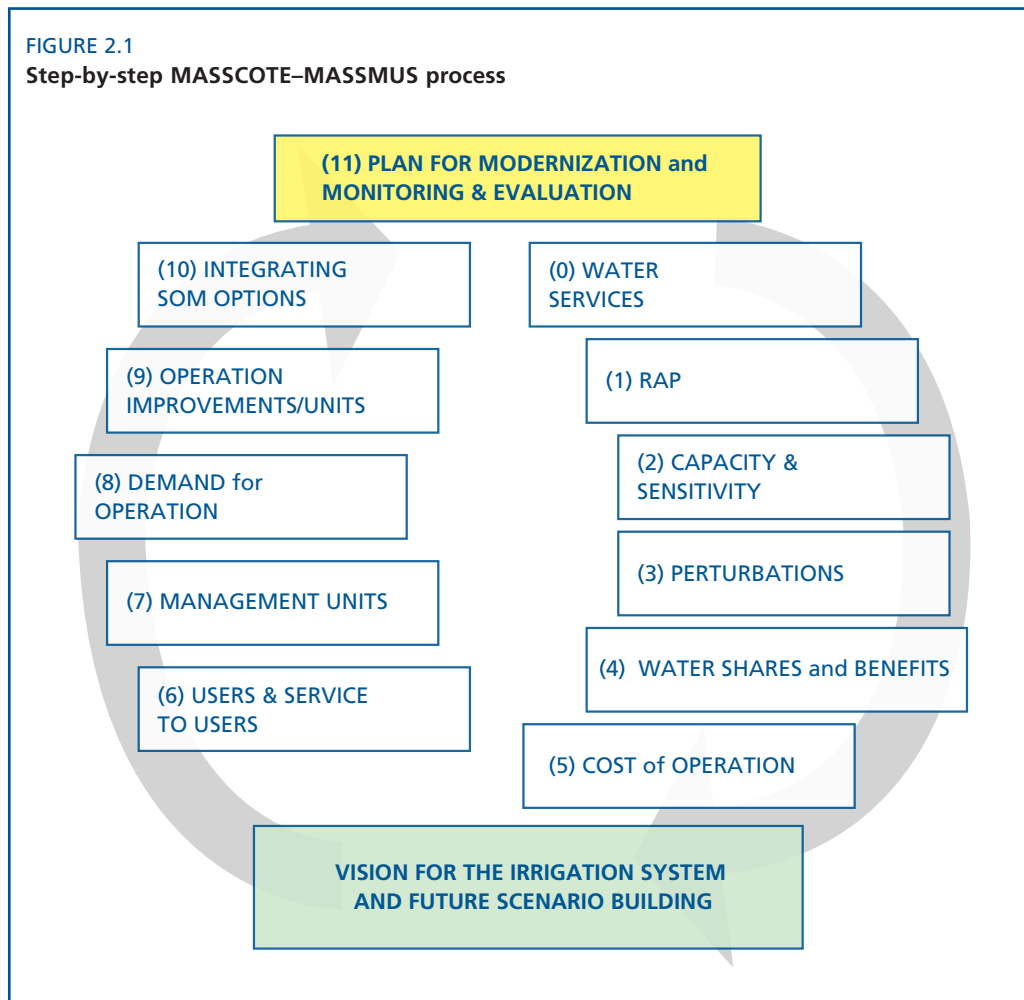 FIGURE 2.1
Step-by-step MASSCOTE–MASSMUS process
(11) PLAN FOR MODERNIZATION and
MONITORING & EVALUATION
(0) WATER
SERVICES
(1) RAP
(2) CAPACITY &
SENSITIVITY
(3) PERTURBATIONS
(4) WATER SHARES and BENEFITS
(5) COST of OPERATION
VISION FOR THE IRRIGATION SYSTEM
AND FUTURE SCENARIO BUILDING
(6) USERS & SERVICE
TO USERS
(7) MANAGEMENT UNITS
(8) DEMAND for
OPERATION
(9) OPERATION
IMPROVEMENTS/UNITS
(10) INTEGRATING
SOM OPTIONS